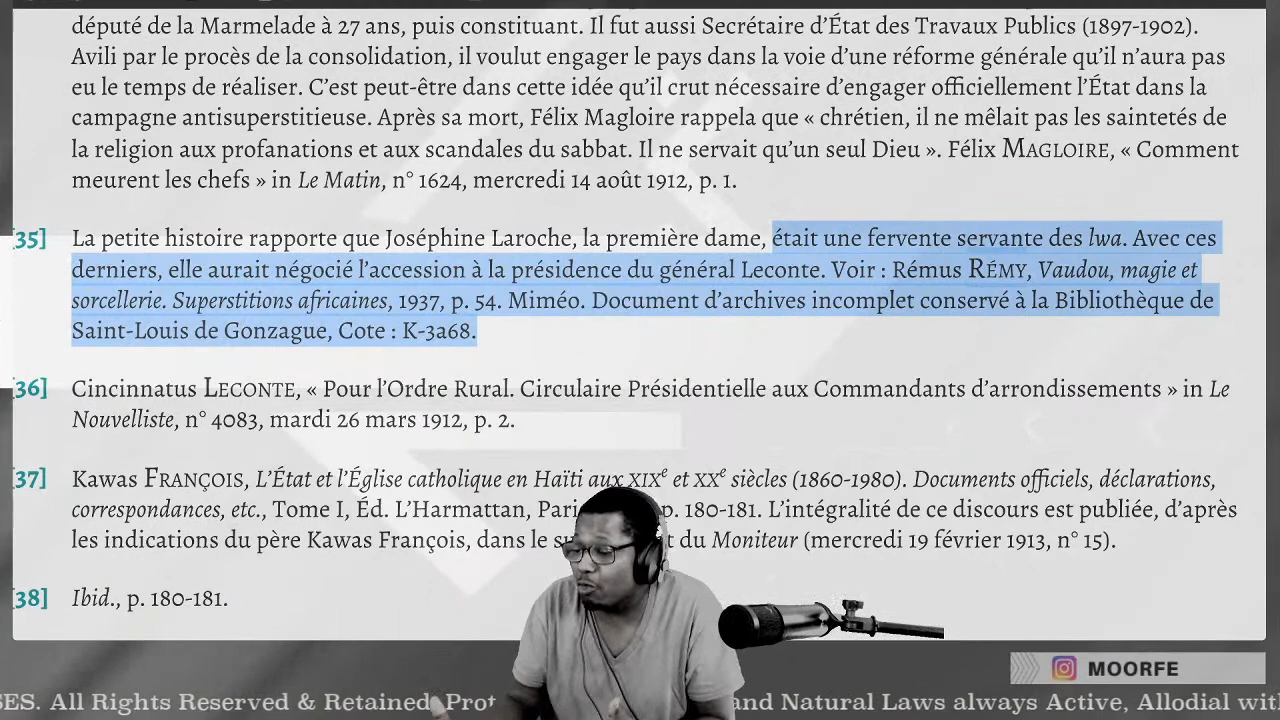 député de la Marmelade à 27 ans, puis constituant. Il fut aussi Secrétaire d’État des Travaux Publics (1897-1902).
Avili par le procès de la consolidation, il voulut engager le pays dans la voie d’une réforme générale qu’il n’aura pas
eu le temps de réaliser. C’est peut-être dans cette idée qu’il crut nécessaire d’engager officiellement l’État dans la
campagne antisuperstitieuse. Après sa mort, Félix Magloire rappela que « chrétien, il ne mêlait pas les saintetés de
la religion aux profanations et aux scandales du sabbat. Il ne servait qu’un seul Dieu ». Félix MAGLOIRE, « Comment
meurent les chefs » in Le Matin, n° 1624, mercredi 14 août 1912, p. 1.
[35] La petite histoire rapporte que Joséphine Laroche, la première dame, était une fervente servante des lwa. Avec ces
derniers, elle aurait négocié l’accession à la présidence du général Leconte. Voir : Rémus RÉMY, Vaudou, magie et
sorcellerie. Superstitions africaines, 1937, p. 54. Miméo. Document d’archives incomplet conservé à la Bibliothèque de
Saint-Louis de Gonzague, Cote : K-3a68.
[36] Cincinnatus LECONTE, « Pour l’Ordre Rural. Circulaire Présidentielle aux Commandants d’arrondissements » in Le
Nouvelliste, n° 4083, mardi 26 mars 1912, p. 2.
[37] Kawas FRANÇOIS, L’État et l’Église catholique en Haïti aux XIXe et XXe siècles (1860-1980). Documents officiels, déclarations,
correspondances, etc., Tome I, Éd. L’Harmattan, p. 180-181. L’intégralité de ce discours est publiée, d’après
les indications du père Kawas François, dans le du Moniteur (mercredi 19 février 1913, n° 15).
[38] Ibid., p. 180-181.
MOORFE
SES. All Rights Reserved & Retained and Natural Laws always Active, Allodial